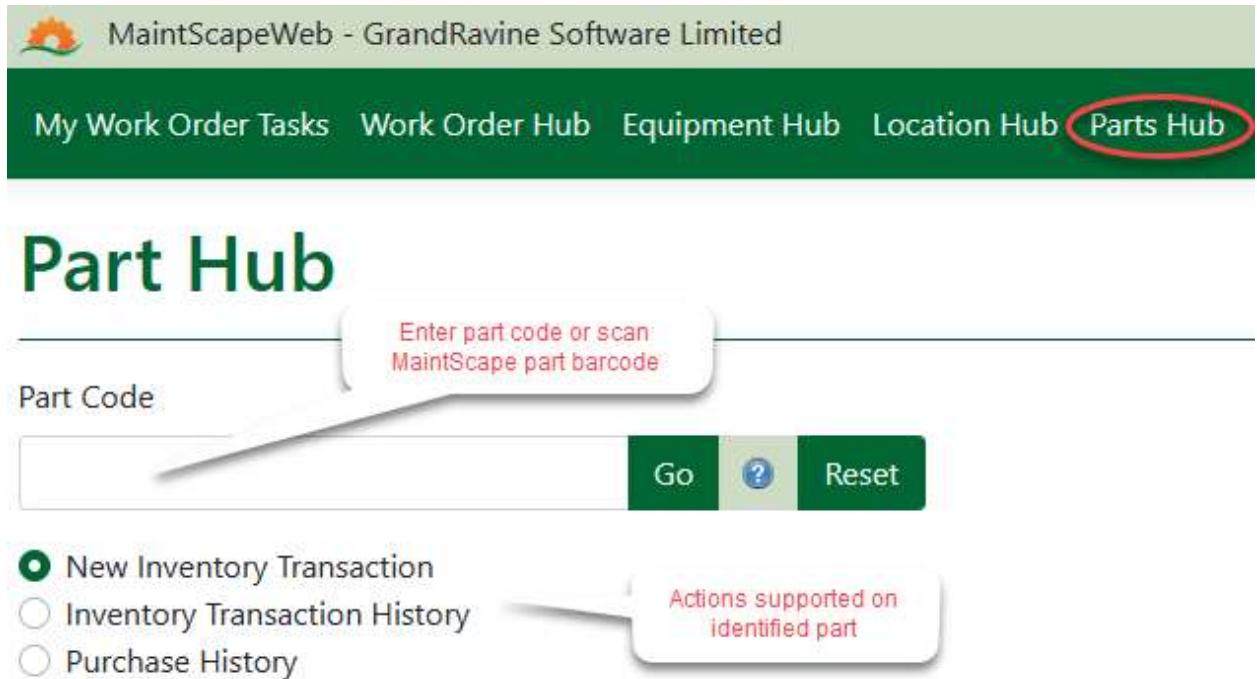 MaintScapeWeb - GrandRavine Software Limited
My Work Order Tasks Work Order Hub Equipment Hub Location Hub Parts Hub
Part Hub
Enter part code or scan
MaintScape part barcode
Part Code
Go ? Reset
New Inventory Transaction
Inventory Transaction History
Purchase History
Actions supported on
identified part